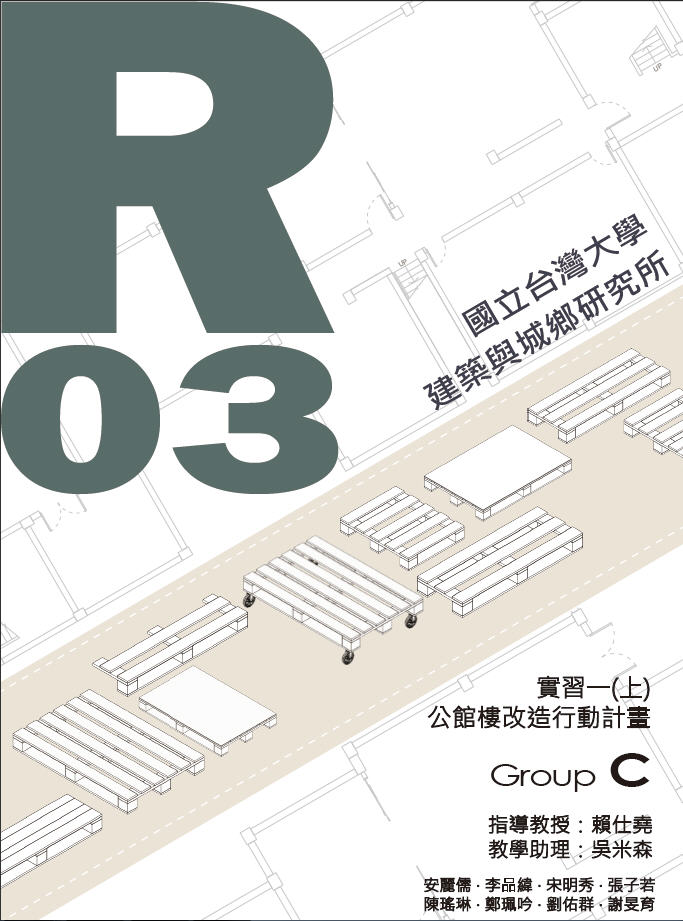 R
03
UP
UP
國立台灣大學
建築與城鄉研究所
實習一(上)
公館樓改造行動計畫
Group C
指導教授：賴仕堯
教學助理：吳米森
安麗儒·李品緯·宋明秀·張子若
陳瑤琳·鄭珮吟·劉佑群·謝旻育